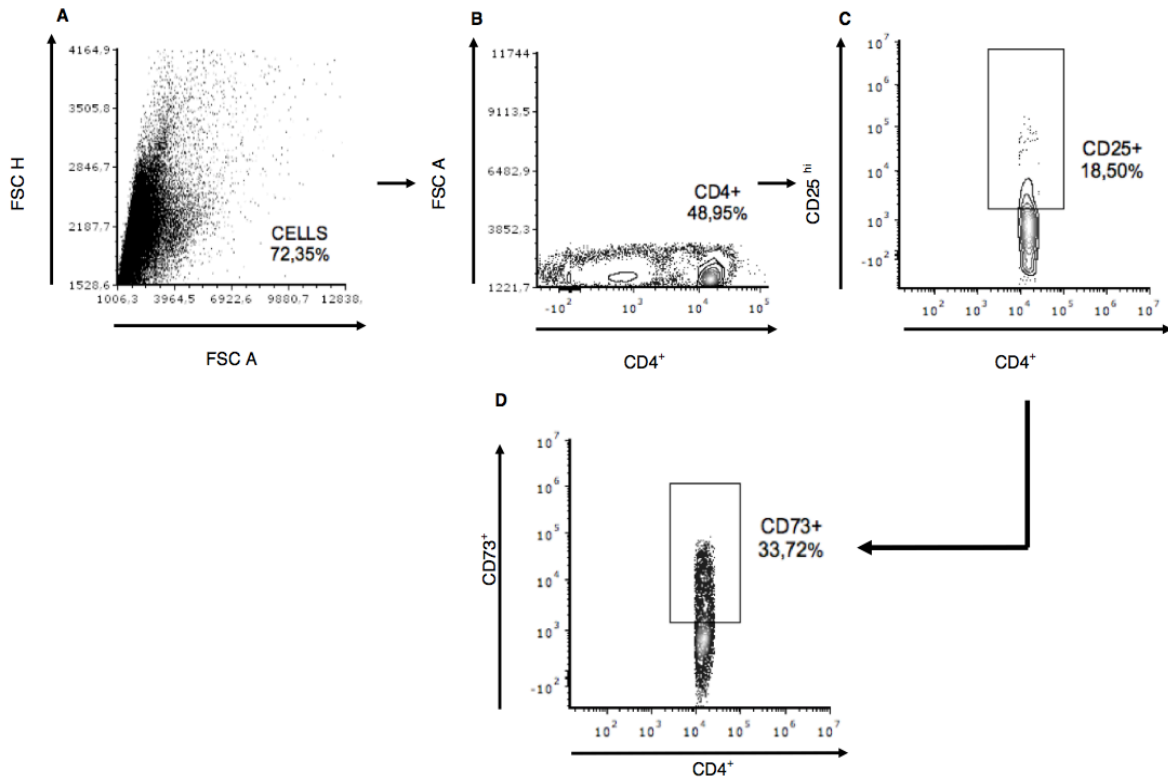 A
FSC H
4164.9
3505.8
2846.7
2187.7
1528.6
CELLS
72,35%
1006.3 3964.5 6922.6 9880.7 12838.
FSC A
B
FSC A
11744
9113.5
6482.9
3852.2
1221.7
CD4+
48,95%
-10² 10³ 10⁴ 10⁵
CD4⁺
C
CD25 ʰⁱ
10⁷
10⁶
10⁵
10⁴
10³
-10²
CD25+
18,50%
10² 10³ 10⁴ 10⁵ 10⁶ 10⁷
CD4⁺
D
CD73⁺
10⁷
10⁶
10⁵
10⁴
10³
-10²
CD73+
33,72%
10² 10³ 10⁴ 10⁵ 10⁶ 10⁷
CD4⁺